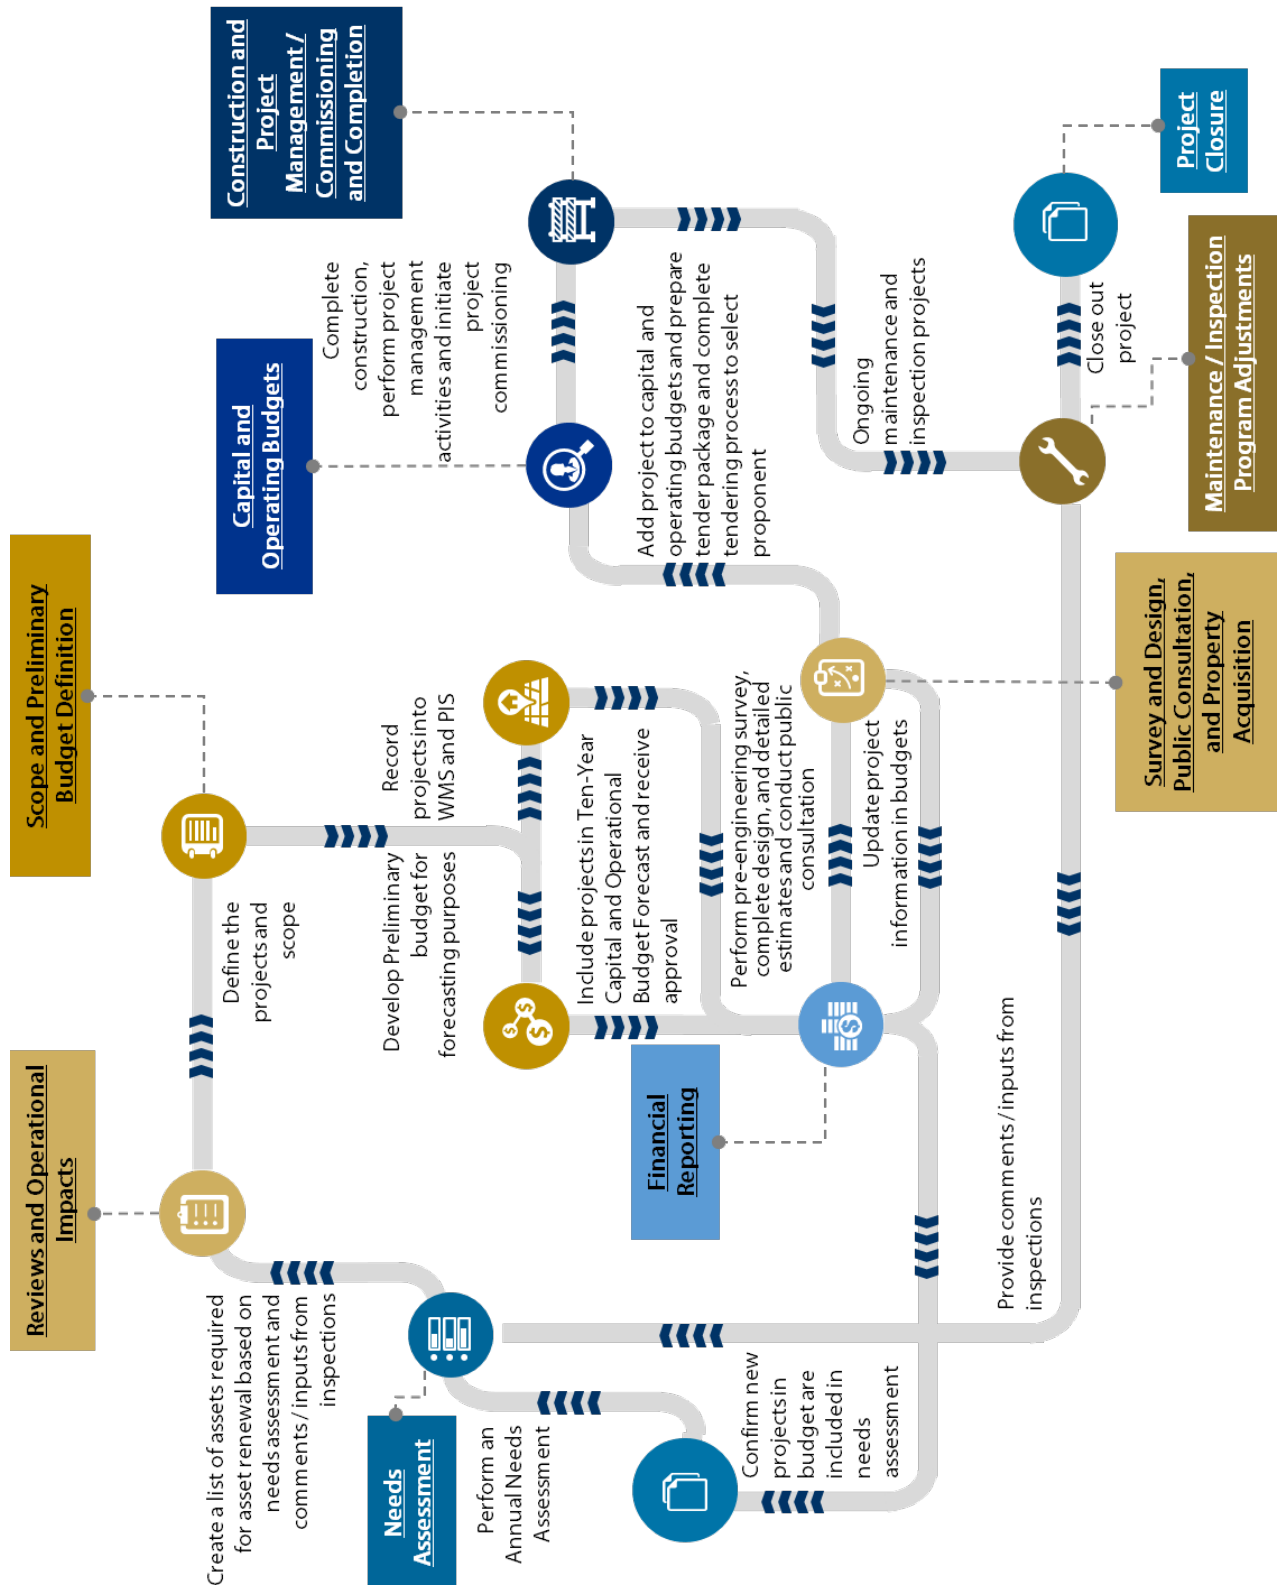 Reviews and Operational
Impacts
Scope and Preliminary
Budget Definition
Capital and
Operating Budgets
Construction and
Project
Management /
Commissioning
and Completion
Create a list of assets required
for asset renewal based on
needs assessment and
comments / inputs from
inspections
Define the
projects and
scope
Complete
construction,
perform project
management
activities and initiate
project
commissioning
Needs
Assessment
Develop Preliminary
budget for
forecasting purposes
Record
projects into
WMS and PIS
Perform an
Annual Needs
Assessment
Include projects in Ten-Year
Capital and Operational
Budget Forecast and receive
approval
Add project to capital and
operating budgets and prepare
tender package and complete
tendering process to select
proponent
Financial
Reporting
Perform pre-engineering survey,
complete design, and detailed
estimates and conduct public
consultation
Confirm new
projects in
budget are
included in
needs
assessment
Update project
information in budgets
Ongoing
maintenance and
inspection projects
Provide comments / inputs from
inspections
Close out
project
Survey and Design,
Public Consultation,
and Property
Acquisition
Maintenance / Inspection
Program Adjustments
Project
Closure